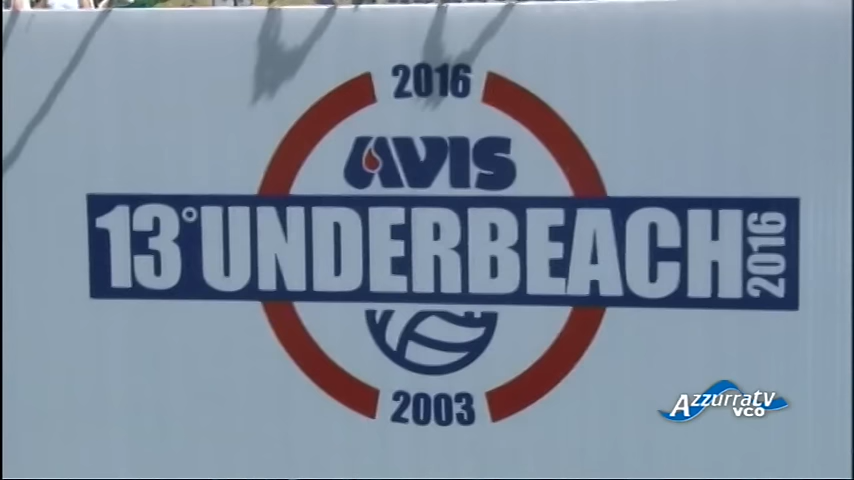 2016
AVIS
13°UNDERBEACH 2016
2003
Azzurratv
vco